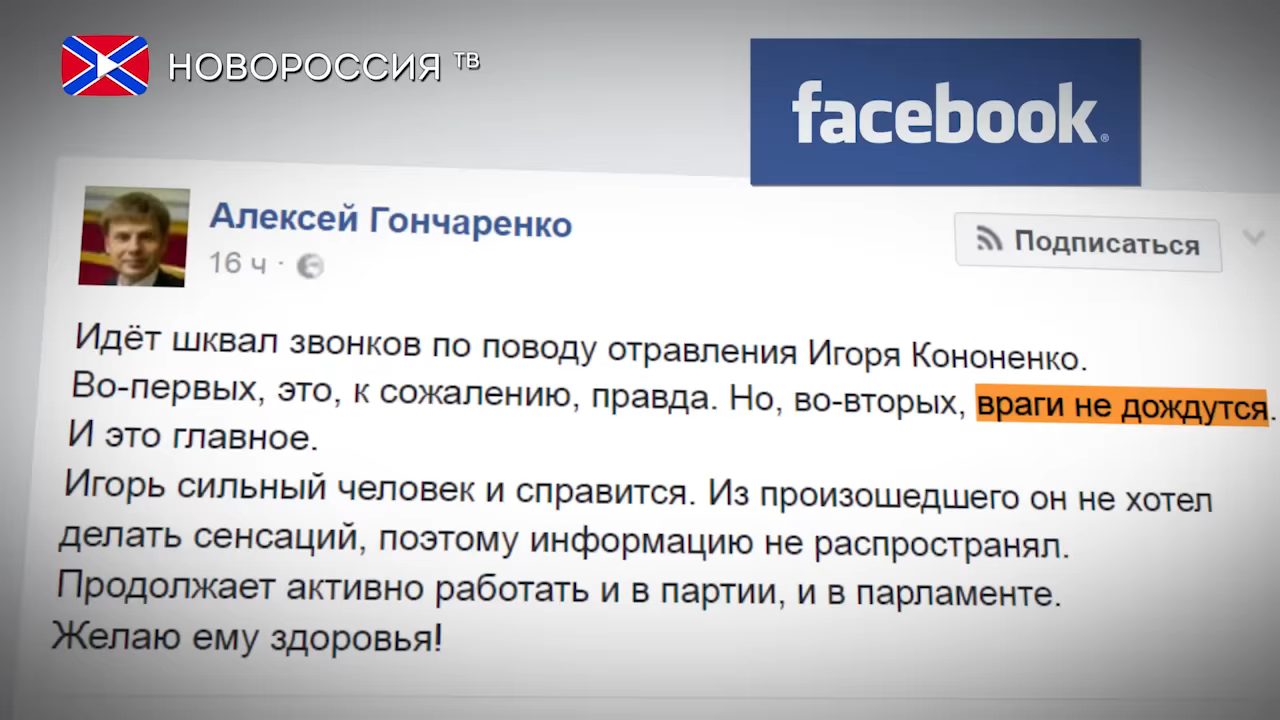 НОВОРОССИЯ ТВ
facebook®
Алексей Гончаренко
16 ч ·
Подписаться
Идёт шквал звонков по поводу отравления Игоря Кононенко.
Во-первых, это, к сожалению, правда. Но, во-вторых, враги не дождутся.
И это главное.
Игорь сильный человек и справится. Из произошедшего он не хотел
делать сенсаций, поэтому информацию не распространял.
Продолжает активно работать и в партии, и в парламенте.
Желаю ему здоровья!